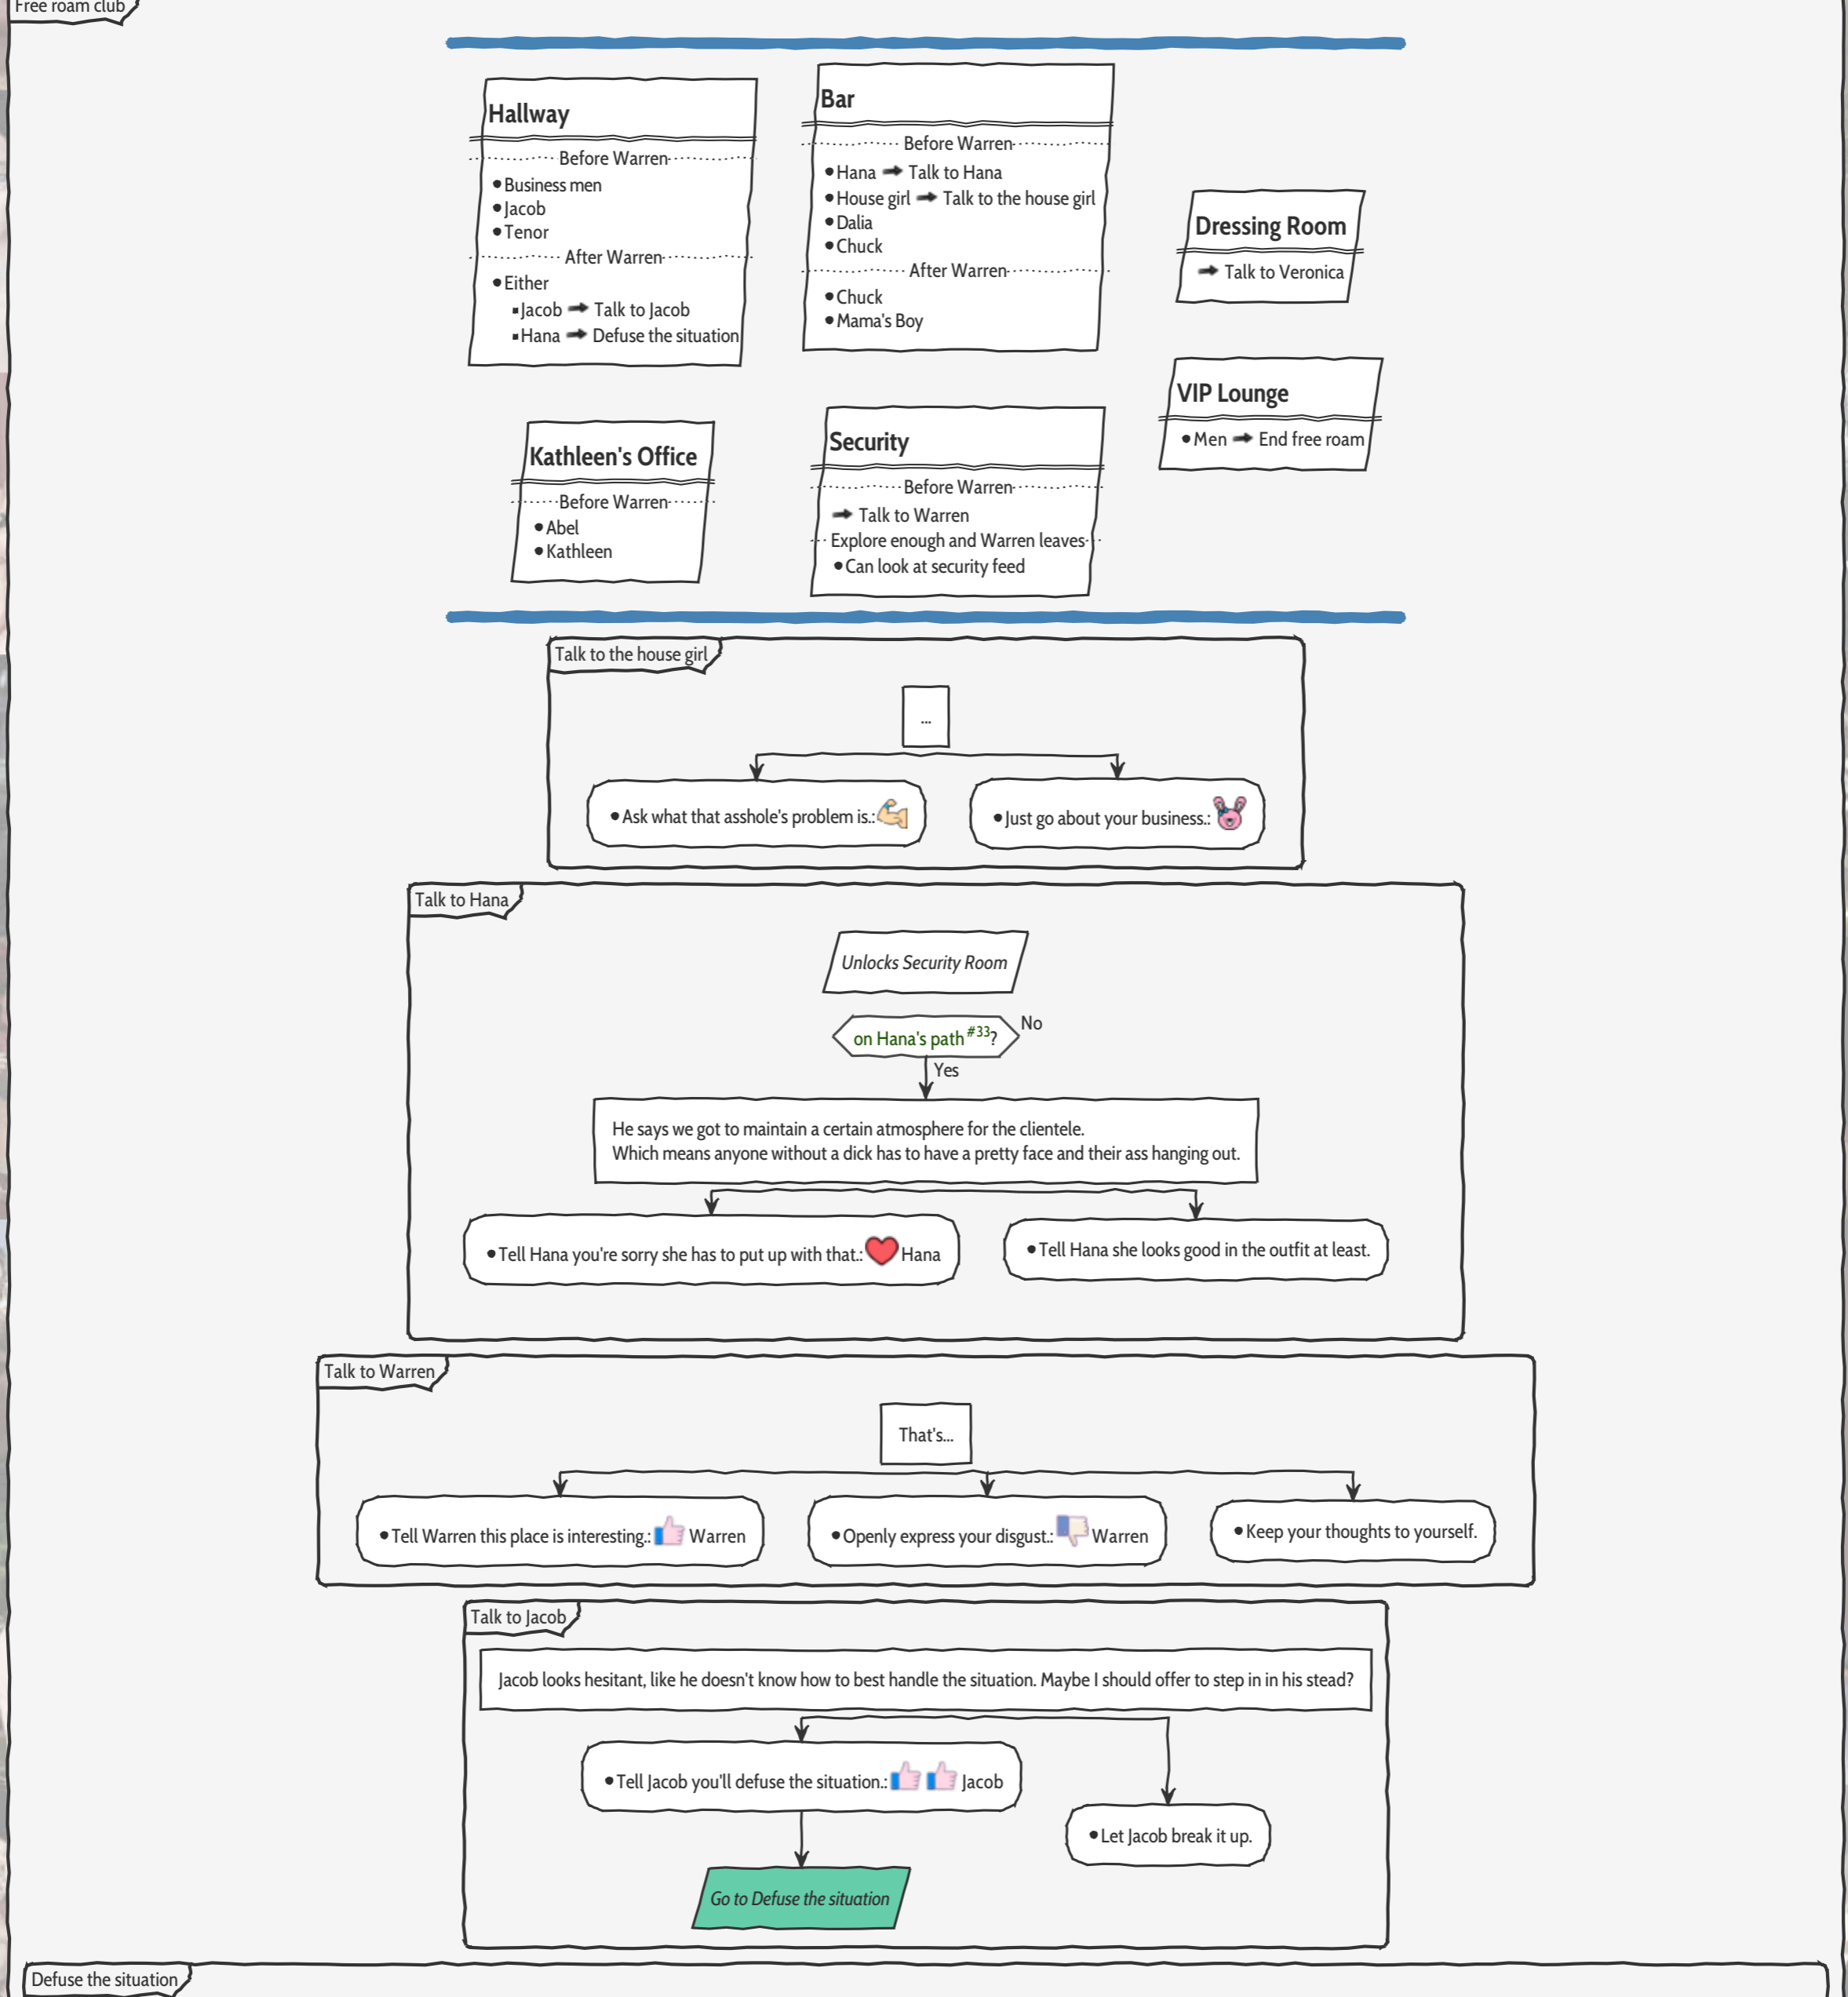 Free roam club
Hallway
Before Warren
•Business men
•Jacob
•Tenor
After Warren
•Either
▪Jacob ➡ Talk to Jacob
▪Hana ➡ Defuse the situation
Bar
Before Warren
•Hana ➡ Talk to Hana
•House girl ➡ Talk to the house girl
•Dalia
•Chuck
After Warren
•Chuck
•Mama's Boy
Dressing Room
➡ Talk to Veronica
VIP Lounge
•Men ➡ End free roam
Kathleen's Office
Before Warren
•Abel
•Kathleen
Security
Before Warren
➡ Talk to Warren
Explore enough and Warren leaves
•Can look at security feed
Talk to the house girl
...
•Ask what that asshole's problem is.:
•Just go about your business.:
Talk to Hana
Unlocks Security Room
on Hana's path #33?
No
Yes
He says we got to maintain a certain atmosphere for the clientele.
Which means anyone without a dick has to have a pretty face and their ass hanging out.
•Tell Hana you're sorry she has to put up with that.: Hana
•Tell Hana she looks good in the outfit at least.
Talk to Warren
That's...
•Tell Warren this place is interesting.: Warren
•Openly express your disgust.: Warren
•Keep your thoughts to yourself.
Talk to Jacob
Jacob looks hesitant, like he doesn't know how to best handle the situation. Maybe I should offer to step in in his stead?
•Tell Jacob you'll defuse the situation.: Jacob
•Let Jacob break it up.
Go to Defuse the situation
Defuse the situation